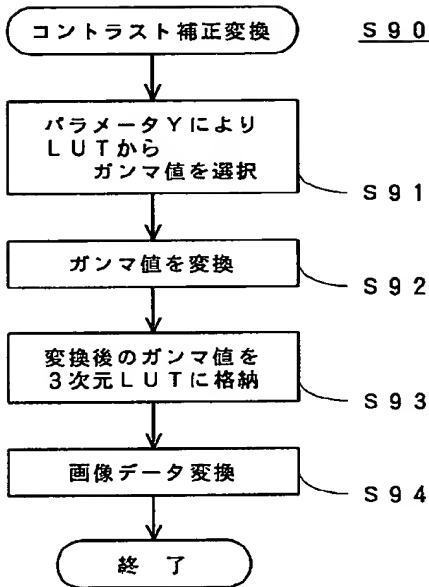 コントラスト補正変換
S90
パラメータYにより
LUTから
ガンマ値を選択
S91
ガンマ値を変換
S92
変換後のガンマ値を
3次元LUTに格納
S93
画像データ変換
S94
終了